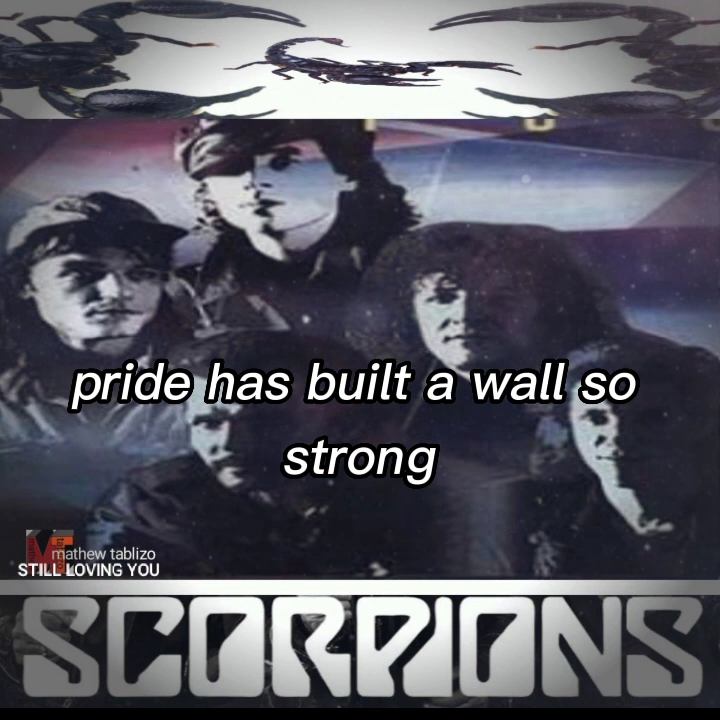 pride has built a wall so
strong
mathew tablizo
STILL LOVING YOU
SCORPIONS